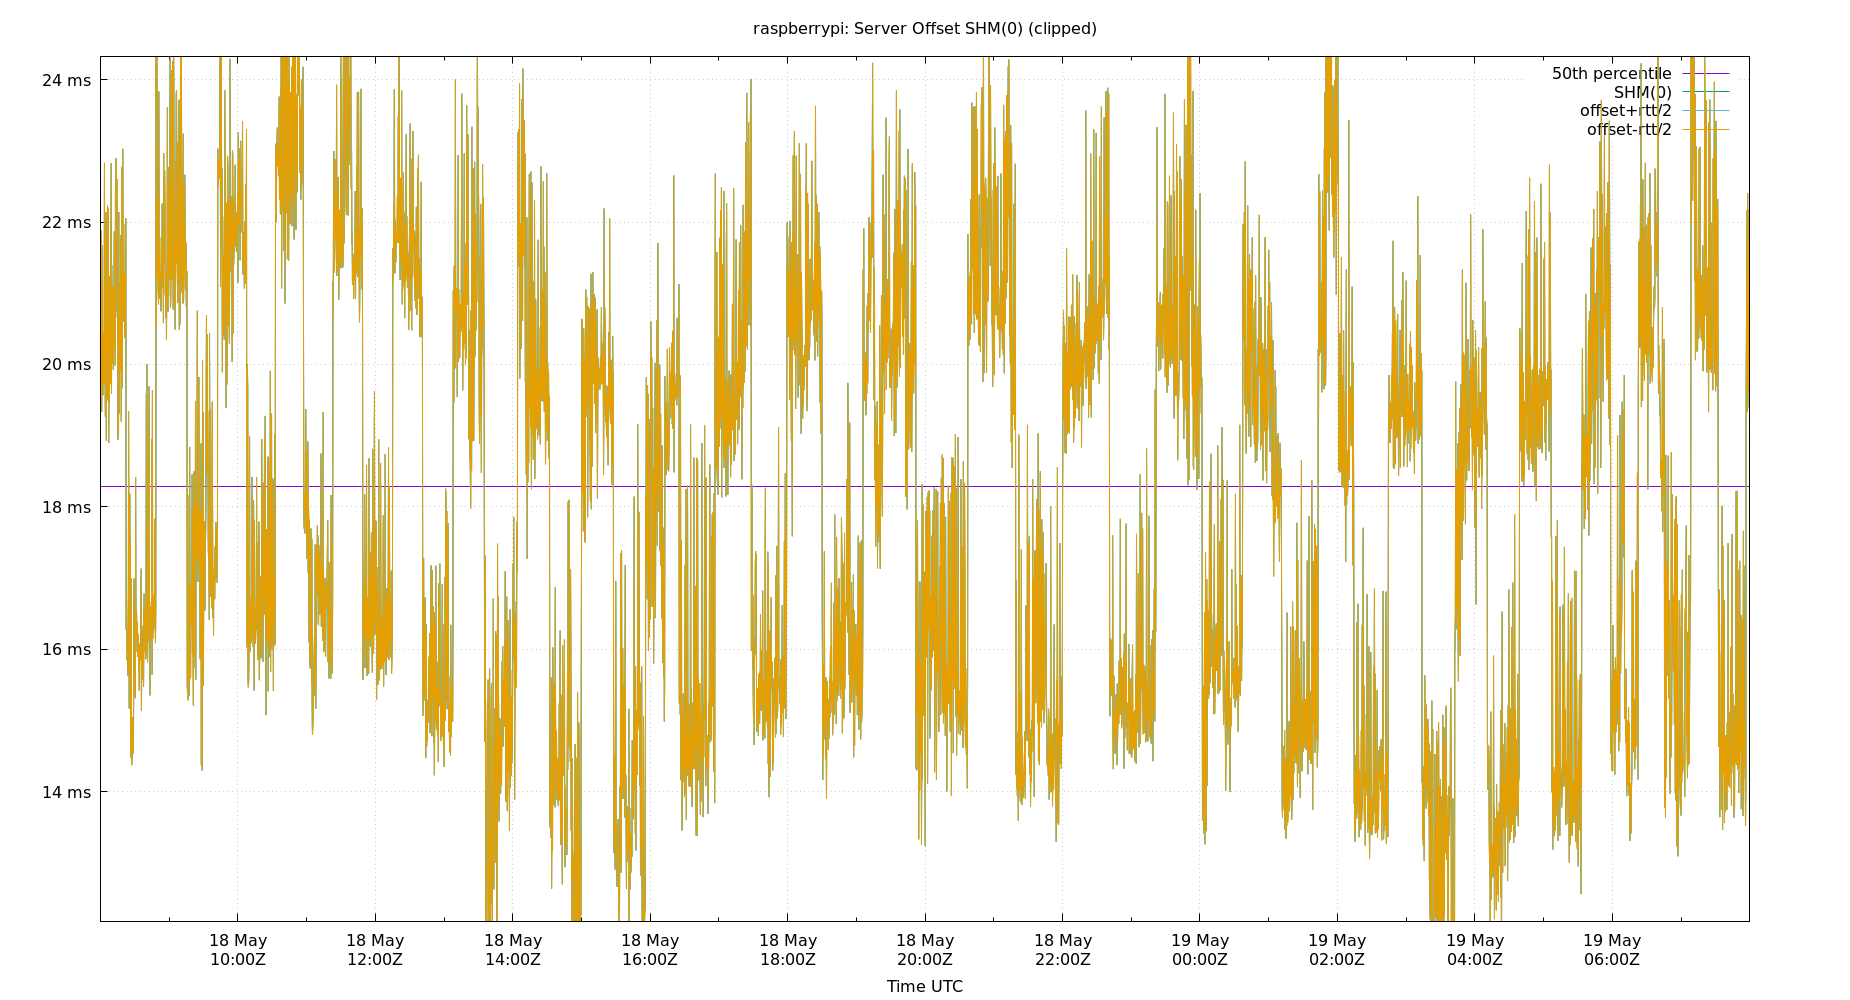 raspberrypi: Server Offset SHM(0) (clipped)
50th percentile
SHM(0)
offset+rtt/2
offset-rtt/2
24 ms
22 ms
20 ms
18 ms
16 ms
14 ms
18 May 10:00Z
18 May 12:00Z
18 May 14:00Z
18 May 16:00Z
18 May 18:00Z
18 May 20:00Z
18 May 22:00Z
19 May 00:00Z
19 May 02:00Z
19 May 04:00Z
19 May 06:00Z
Time UTC